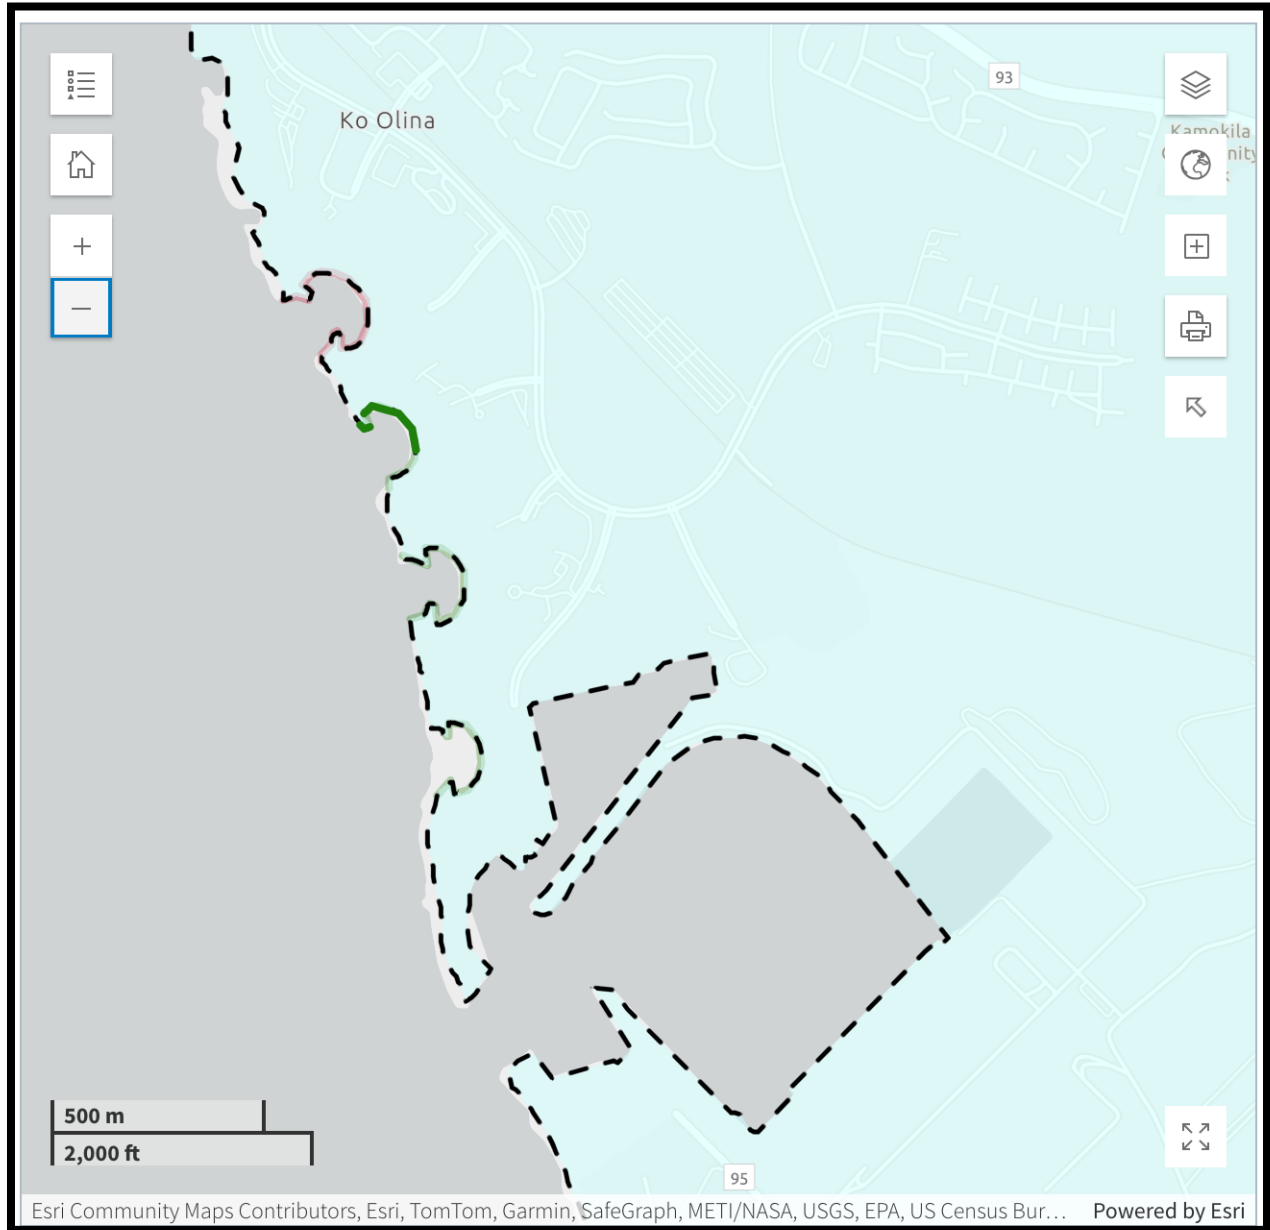 93
Ko Olina
Kamokila
500 m
2,000 ft
95
Esri Community Maps Contributors, Esri, TomTom, Garmin, SafeGraph, METI/NASA, USGS, EPA, US Census Bur... Powered by Esri